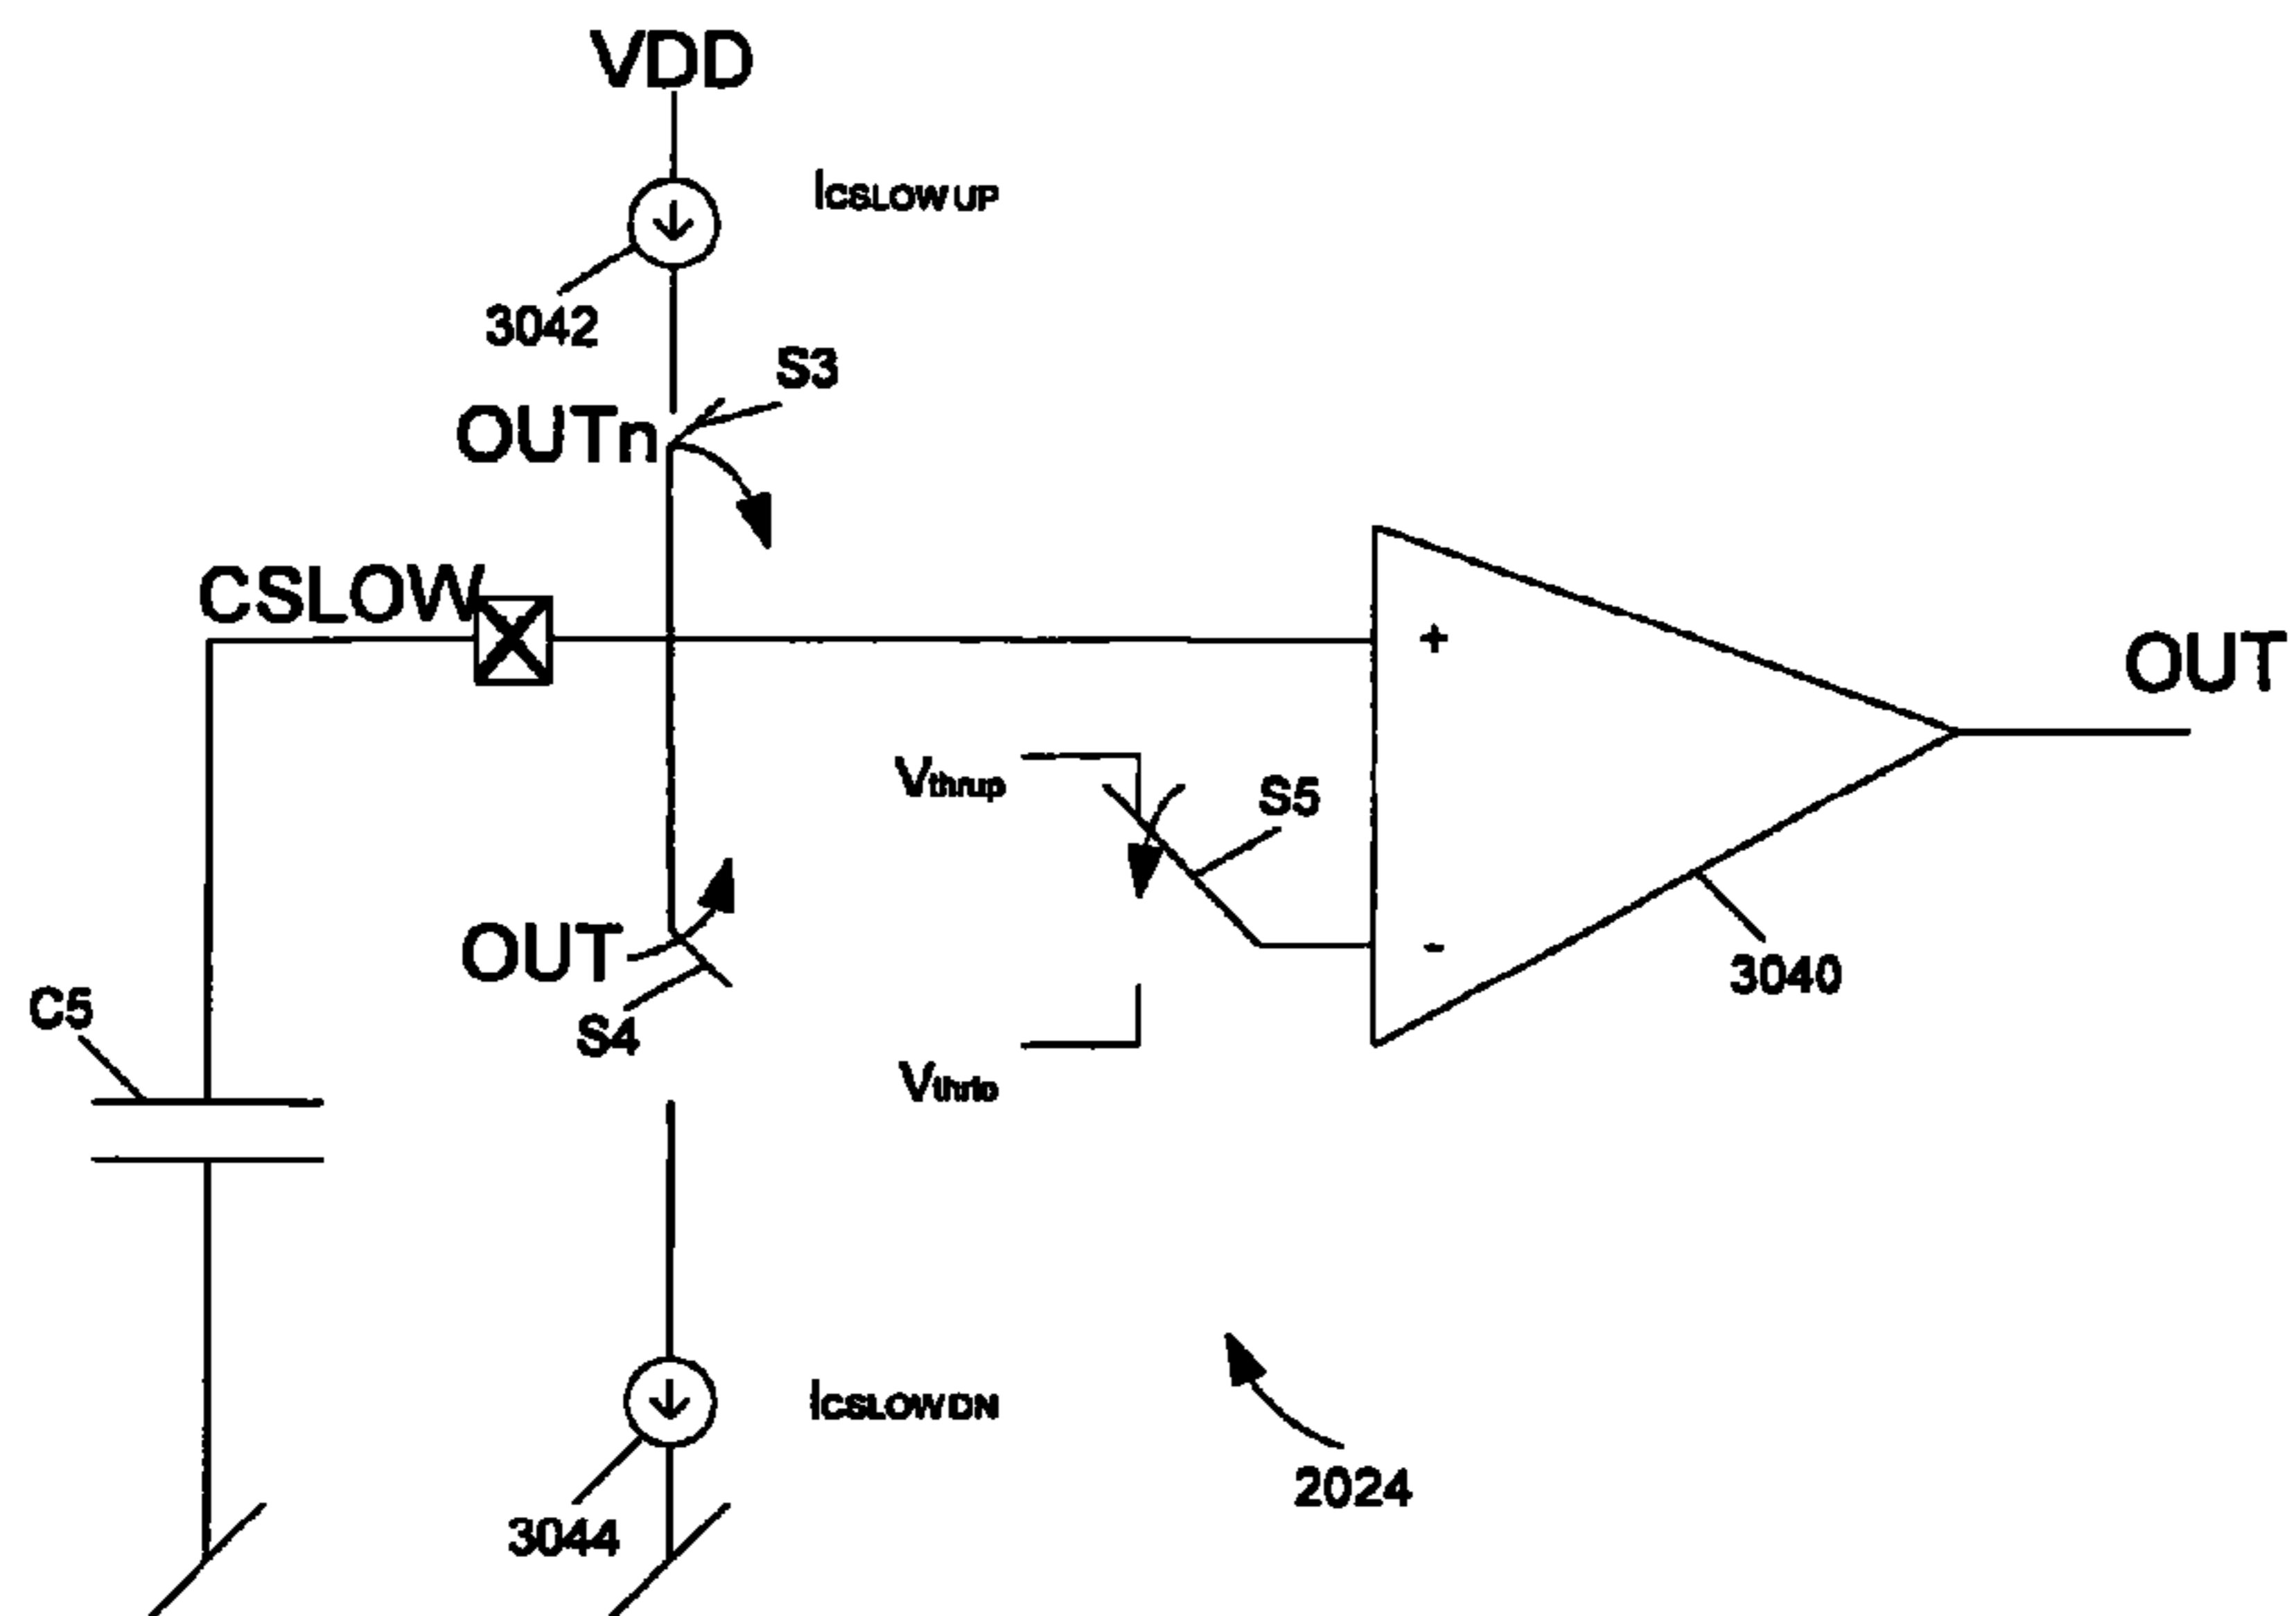 VDD
ICSLOW UP
3042
S3
OUTn
CSLOW
+
OUT
Vthrup
S5
OUT
-
3040
C5
S4
Vthrlo
ICSLOW DN
2024
3044